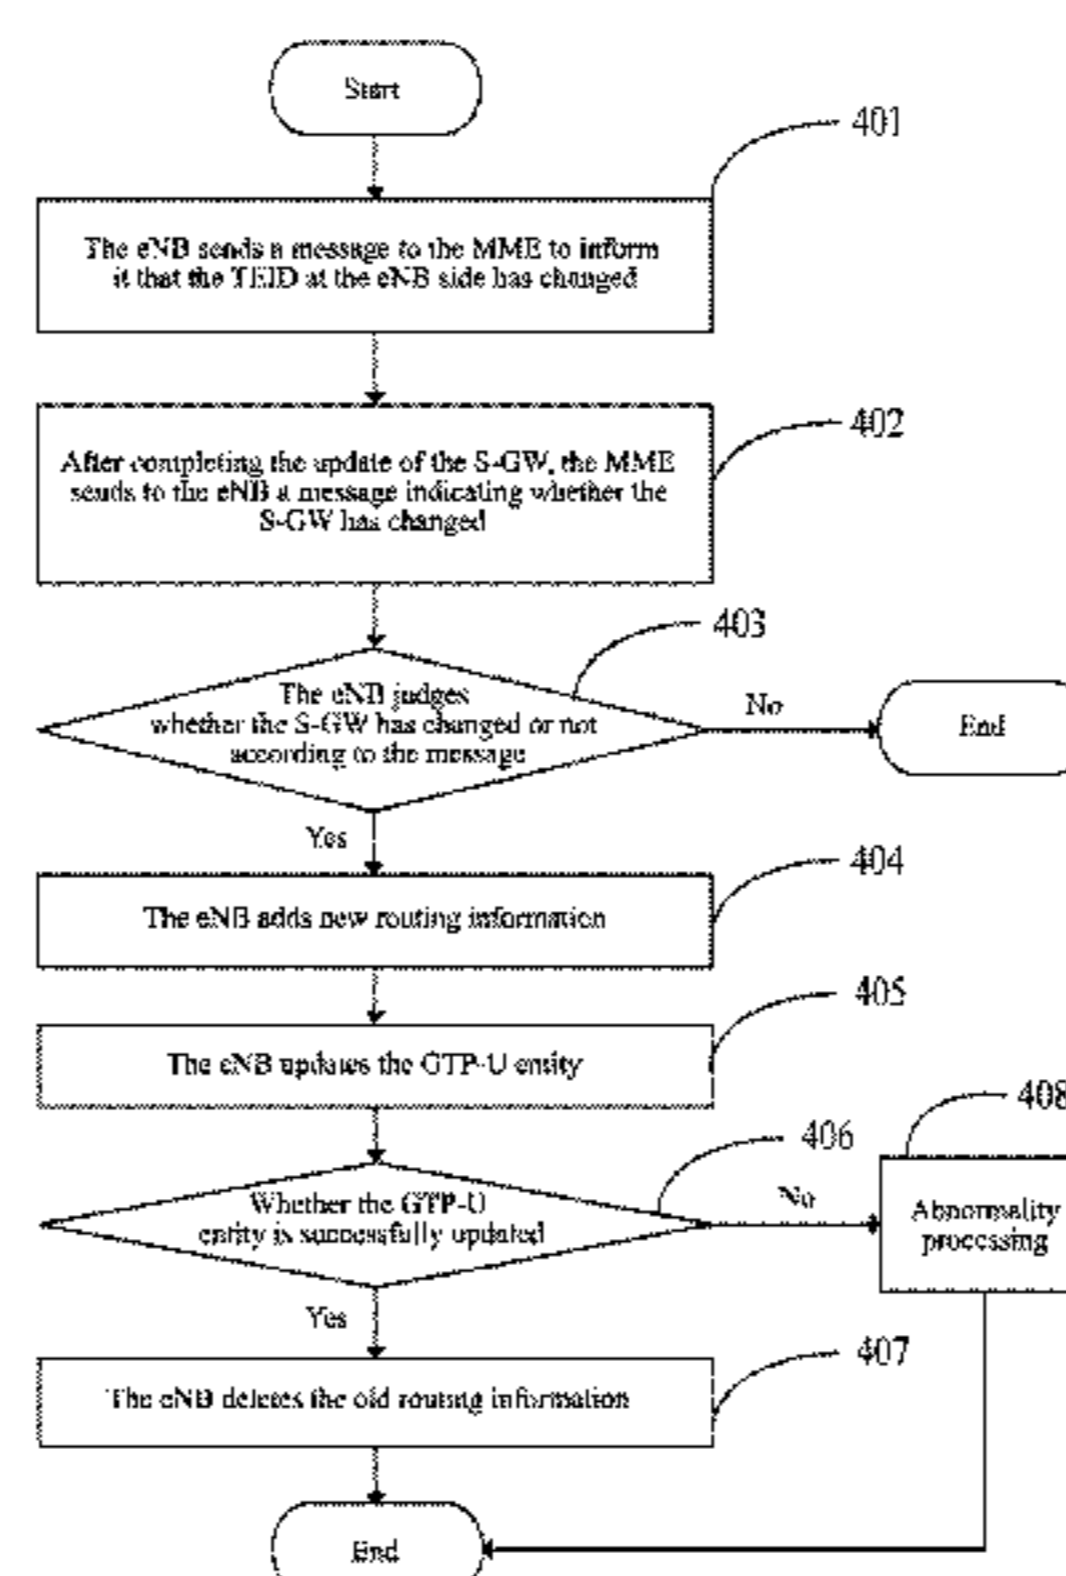 Start
401
The eNB sends a message to the MME to inform
it that the TEID at the eNB side has changed
402
After completing the update of the S-GW, the MME
sends to the eNB a message indicating whether the
S-GW has changed
403
The eNB judges
whether the S-GW has changed or not
according to the message
No
End
Yes
404
The eNB adds new routing information
405
The eNB updates the GTP-U entity
408
406
Whether the GTP-U
entity is successfully updated
No
Abnormality
processing
Yes
407
The eNB deletes the old routing information
End